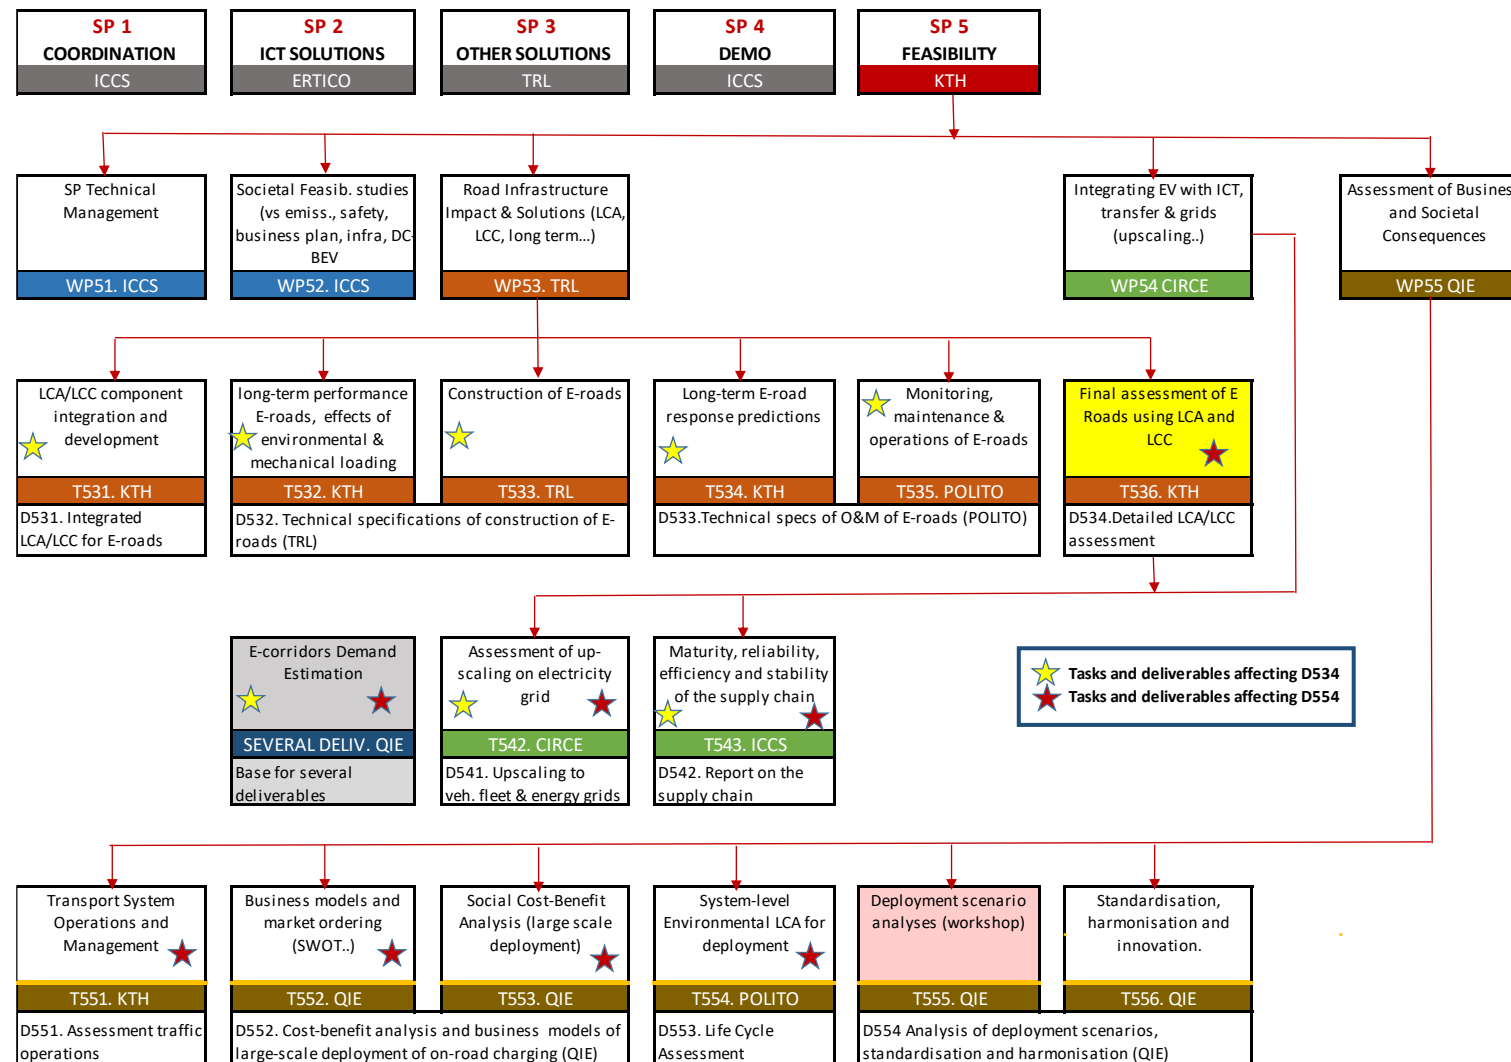 SP 1
COORDINATION
ICCS
SP 2
ICT SOLUTIONS
ERTICO
SP 3
OTHER SOLUTIONS
TRL
SP 4
DEMO
ICCS
SP 5
FEASIBILITY
KTH
SP Technical
Management
WP51. ICCS
Societal Feasib. studies
(vs emiss., safety,
business plan, infra, DC-
BEV
WP52. ICCS
Road Infrastructure
Impact & Solutions (LCA,
LCC, long term...)
WP53. TRL
Integrating EV with ICT,
transfer & grids
(upscaling..)
WP54 CIRCE
Assessment of Busin
and Societal
Consequences
WP55 QIE
LCA/LCC component
integration and
development
T531. KTH
long-term performance
E-roads, effects of
environmental &
mechanical loading
T532. KTH
Construction of E-roads
T533. TRL
Long-term E-road
response predictions
T534. KTH
Monitoring,
maintenance &
operations of E-roads
T535. POLITO
Final assessment of E
Roads using LCA and
LCC
T536. KTH
D531. Integrated
LCA/LCC for E-roads
D532. Technical specifications of construction of E-
roads (TRL)
D533.Technical specs of O&M of E-roads (POLITO)
D534.Detailed LCA/LCC
assessment
E-corridors Demand
Estimation
SEVERAL DELIV. QIE
Base for several
deliverables
Assessment of up-
scaling on electricity
grid
T542. CIRCE
D541. Upscaling to
veh. fleet & energy grids
Maturity, reliability,
efficiency and stability
of the supply chain
T543. ICCS
D542. Report on the
supply chain
Tasks and deliverables affecting D534
Tasks and deliverables affecting D554
Transport System
Operations and
Management
T551. KTH
Business models and
market ordering
(SWOT..)
T552. QIE
Social Cost-Benefit
Analysis (large scale
deployment)
T553. QIE
System-level
Environmental LCA for
deployment
T554. POLITO
Deployment scenario
analyses (workshop)
T555. QIE
Standardisation,
harmonisation and
innovation.
T556. QIE
D551. Assessment traffic
operations
D552. Cost-benefit analysis and business models of
large-scale deployment of on-road charging (QIE)
D553. Life Cycle
Assessment
D554 Analysis of deployment scenarios,
standardisation and harmonisation (QIE)